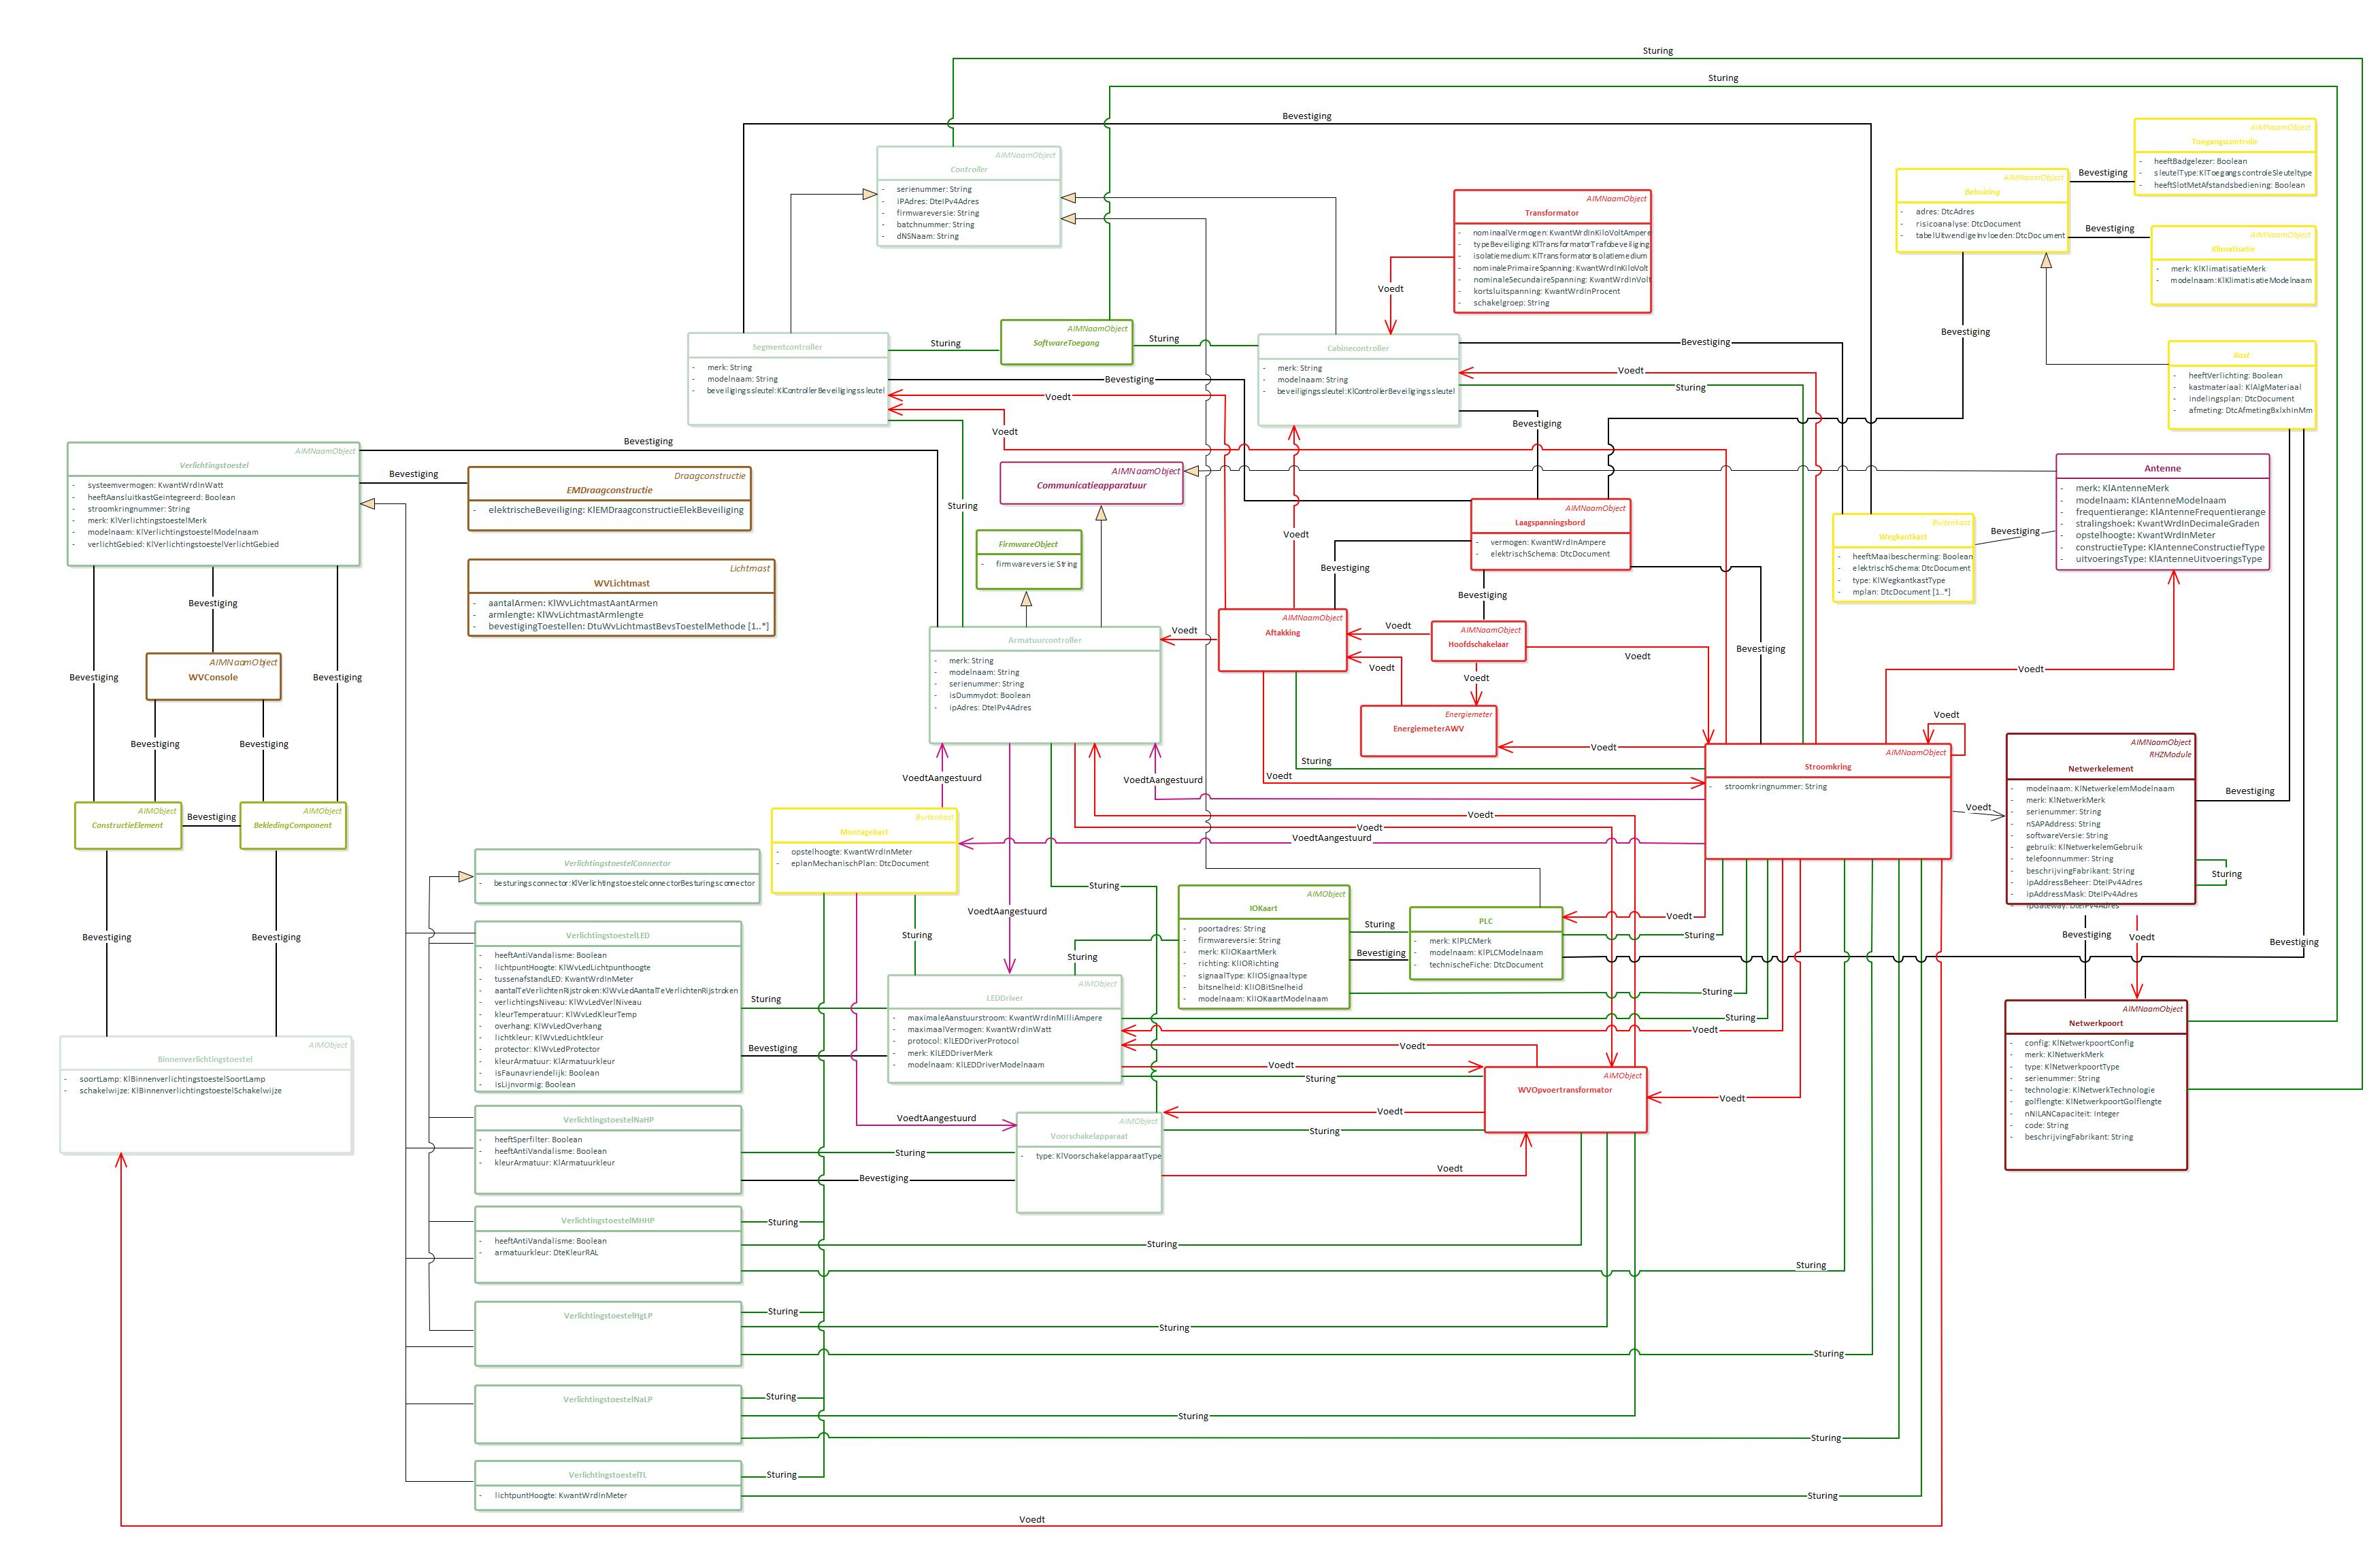 Sturing
Sturing
Bevestiging
AIMNaamObject
Controller
- serienummer: String
- iPAdres: DteIPv4Adres
- firmwareversie: String
- batchnummer: String
- dNSNaam: String
AIMNaamObject
Transformator
- nominaalVermogen: KwantWrdInKiloVoltAmpere
- typeBeveiliging: KlTransformatorTrafobeveiliging
- isolatiemedium: KlTransformatorIsolatiemedium
- nominalePrimaireSpanning: KwantWrdInKiloVolt
- nominaleSecundaireSpanning: KwantWrdInVolt
- kortsluitspanning: KwantWrdInProcent
- schakelgroep: String
AIMNaamObject
Behuizing
- adres: DtcAdres
- risicoanalyse: DtcDocument
- tabelUitwendigeInvloeden: DtcDocument
Bevestiging
AIMNaamObject
Toegangscontrole
- heeftBadgelezer: Boolean
- sleutelType: KlToegangscontroleSleuteltype
- heeftSlotMetAfstandsbediening: Boolean
Bevestiging
AIMNaamObject
Klimatisatie
- merk: KlKlimatisatieMerk
- modelnaam: KlKlimatisatieModelnaam
Voedt
Bevestiging
Segmentcontroller
- merk: String
- modelnaam: String
- beveiligingssleutel: KlControllerBeveiligingssleutel
Sturing
AIMNaamObject
SoftwareToegang
Sturing
Cabinecontroller
- merk: String
- modelnaam: String
- beveiligingssleutel: KlControllerBeveiligingssleutel
Bevestiging
Voedt
Sturing
Bevestiging
Bevestiging
Voedt
Voedt
AIMNaamObject
Kast
- heeftVerlichting: Boolean
- kastmateriaal: KlAlgMateriaal
- indelingsplan: DtcDocument
- afmeting: DtcAfmetingBxlxhInMm
AIMNaamObject
Verlichtingstoestel
- systeemvermogen: KwantWrdInWatt
- heeftAansluitkastGeintegreerd: Boolean
- stroomkringnummer: String
- merk: KlVerlichtingstoestelMerk
- modelnaam: KlVerlichtingstoestelModelnaam
- verlichtGebied: KlVerlichtingstoestelVerlichtGebied
Bevestiging
Bevestiging
Draagconstructie
EMDraagconstructie
- elektrischeBeveiliging: KlEMDraagconstructieElekBeveiliging
Lichtmast
WVLichtmast
- aantalArmen: KlWvLichtmastAantArmen
- armlengte: KlWvLichtmastArmlengte
- bevestigingToestellen: DtuWvLichtmastBevsToestelMethode [1..*]
Sturing
AIMNaamObject
Communicatieapparatuur
FirmwareObject
- firmwareversie: String
Voedt
AIMNaamObject
Laagspanningsbord
- vermogen: KwantWrdInAmpere
- elektrischSchema: DtcDocument
Bevestiging
Bevestiging
Bevestiging
Buitenkast
Wegkantkast
- heeftMaaibescherming: Boolean
- elektrischSchema: DtcDocument
- type: KlWegkantkastType
- mplan: DtcDocument [1..*]
Bevestiging
Antenne
- merk: KlAntenneMerk
- modelnaam: KlAntenneModelnaam
- frequentierange: KlAntenneFrequentierange
- stralingshoek: KwantWrdInDecimaleGraden
- opstelhoogte: KwantWrdInMeter
- constructieType: KlAntenneConstructiefType
- uitvoeringsType: KlAntenneUitvoeringsType
Armatuurcontroller
- merk: String
- modelnaam: String
- serienummer: String
- isDummydot: Boolean
- ipAdres: DteIPv4Adres
Voedt
AIMNaamObject
Aftakking
Voedt
AIMNaamObject
Hoofdschakelaar
Voedt
Voedt
Voedt
Energiemeter
EnergiemeterAWV
Voedt
Sturing
Voedt
Voedt
Voedt
AIMNaamObject
Stroomkring
- stroomkringnummer: String
Voedt
AIMNaamObject
RHZModule
Netwerkelement
- modelnaam: KlNetwerkelemModelnaam
- merk: KlNetwerkMerk
- serienummer: String
- nSAPAddress: String
- softwareVersie: String
- gebruik: KlNetwerkelemGebruik
- telefoonnummer: String
- beschrijvingFabrikant: String
- ipAddressBeheer: DteIPv4Adres
- ipAddressMask: DteIPv4Adres
- ipGateway: DteIPv4Adres
Bevestiging
Sturing
Bevestiging
Bevestiging
Voedt
AIMNaamObject
Netwerkpoort
- config: KlNetwerkpoortConfig
- merk: KlNetwerkMerk
- type: KlNetwerkpoortType
- serienummer: String
- technologie: KlNetwerkTechnologie
- golflengte: KlNetwerkpoortGolflengte
- nNILANCapaciteit: Integer
- code: String
- beschrijvingFabrikant: String
Bevestiging
Bevestiging
Bevestiging
AIMNaamObject
WVConsole
Bevestiging
Bevestiging
AIMObject
ConstructieElement
Bevestiging
AIMObject
BekledingComponent
Bevestiging
Bevestiging
AIMObject
Binnenverlichtingstoestel
- soortLamp: KlBinnenverlichtingstoestelSoortLamp
- schakelwijze: KlBinnenverlichtingstoestelSchakelwijze
VoedtAangestuurd
VoedtAangestuurd
Buitenkast
Montagekast
- opstelhoogte: KwantWrdInMeter
- eplanMechanischPlan: DtcDocument
Voedt
Voedt
VoedtAangestuurd
VerlichtingstoestelConnector
- besturingsconnector: KlVerlichtingstoestelconnectorBesturingsconnector
Sturing
VoedtAangestuurd
Sturing
Sturing
AIMObject
IOKaart
- poortadres: String
- firmwareversie: String
- merk: KlIOKaartMerk
- richting: KlIORichting
- signaalType: KlIOSignaaltype
- bitsnelheid: KlIOBitSnelheid
- modelnaam: KlIOKaartModelnaam
Sturing
Bevestiging
PLC
- merk: KlPLCMerk
- modelnaam: KlPLCModelnaam
- technischeFiche: DtcDocument
Voedt
Sturing
Sturing
VerlichtingstoestelLED
- heeftAntiVandalisme: Boolean
- lichtpuntHoogte: KlWvLedLichtpunthoogte
- tussenafstandLED: KwantWrdInMeter
- aantalTeVerlichtenRijstroken: KlWvLedAantalTeVerlichtenRijstroken
- verlichtingsNiveau: KlWvLedVerlNiveau
- kleurTemperatuur: KlWvLedKleurTemp
- overhang: KlWvLedOverhang
- lichtkleur: KlWvLedLichtkleur
- protector: KlWvLedProtector
- kleurArmatuur: KlArmatuurkleur
- isFaunavriendelijk: Boolean
- isLijnvormig: Boolean
Sturing
Bevestiging
AIMObject
LEDDriver
- maximaleAanstuurstroom: KwantWrdInMilliAmpere
- maximaalVermogen: KwantWrdInWatt
- protocol: KlLEDDriverProtocol
- merk: KlLEDDriverMerk
- modelnaam: KlLEDDriverModelnaam
Sturing
Voedt
Voedt
Voedt
Sturing
AIMObject
WVOpvoertransformator
Voedt
VerlichtingstoestelNaHP
- heeftSperfilter: Boolean
- heeftAntiVandalisme: Boolean
- kleurArmatuur: KlArmatuurkleur
VoedtAangestuurd
Sturing
Bevestiging
AIMObject
Voorschakelapparaat
- type: KlVoorschakelapparaatType
Voedt
Sturing
Voedt
VerlichtingstoestelMHHP
- heeftAntiVandalisme: Boolean
- armatuurkleur: DteKleurRAL
Sturing
Sturing
Sturing
VerlichtingstoestelHgLP
Sturing
Sturing
Sturing
VerlichtingstoestelNaLP
Sturing
Sturing
Sturing
VerlichtingstoestelTL
- lichtpuntHoogte: KwantWrdInMeter
Sturing
Sturing
Voedt